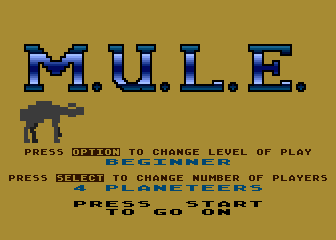 M.U.L.E.
PRESS OPTION TO CHANGE LEVEL OF PLAY
BEGINNER
PRESS SELECT TO CHANGE NUMBER OF PLAYERS
4 PLANETEERS
PRESS START
TO GO ON